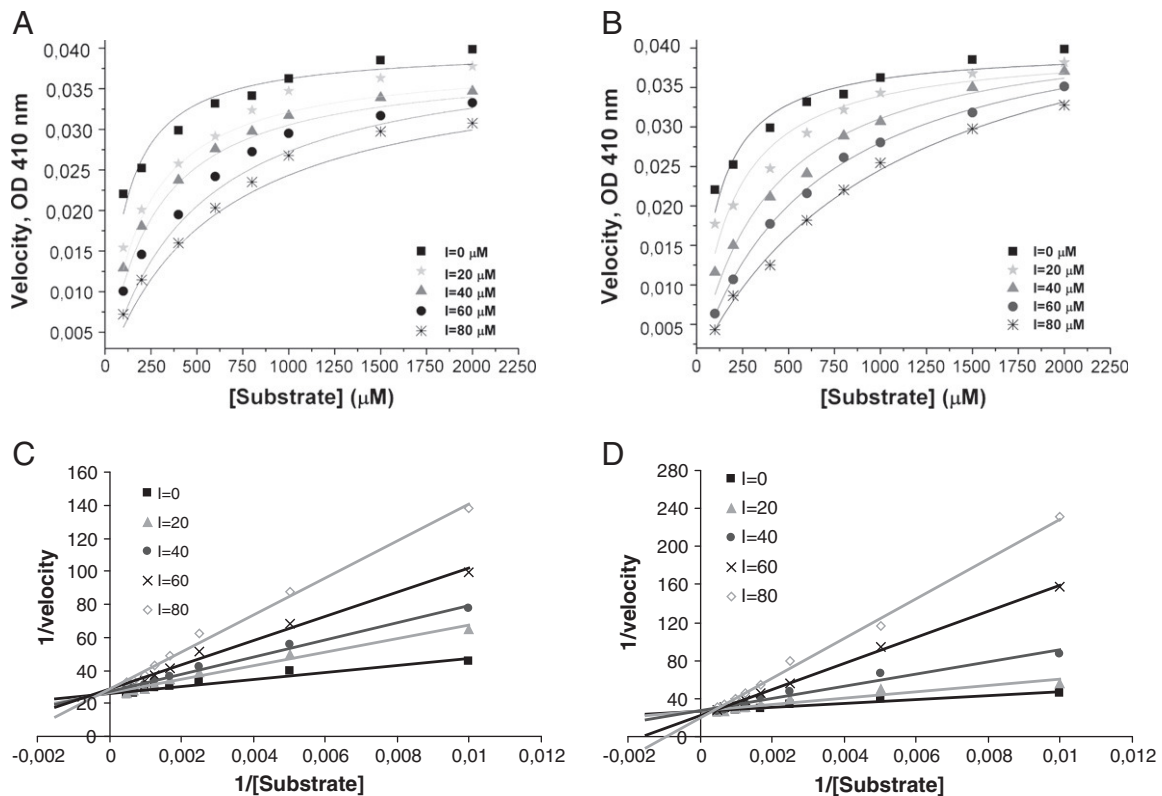 A
Velocity, OD 410 nm
0,040
0,035
0,030
0,025
0,020
0,015
0,010
0,005
0 250 500 750 1000 1250 1500 1750 2000 2250
[Substrate] (μM)
I=0 μM
I=20 μM
I=40 μM
I=60 μM
I=80 μM
B
Velocity, OD 410 nm
0,040
0,035
0,030
0,025
0,020
0,015
0,010
0,005
0 250 500 750 1000 1250 1500 1750 2000 2250
[Substrate] (μM)
I=0 μM
I=20 μM
I=40 μM
I=60 μM
I=80 μM
C
1/velocity
160
140
120
100
80
60
40
20
0
-0,002 0 0,002 0,004 0,006 0,008 0,01 0,012
1/[Substrate]
I=0
I=20
I=40
I=60
I=80
D
1/velocity
280
240
200
160
120
80
40
0
-0,002 0 0,002 0,004 0,006 0,008 0,01 0,012
1/[Substrate]
I=0
I=20
I=40
I=60
I=80